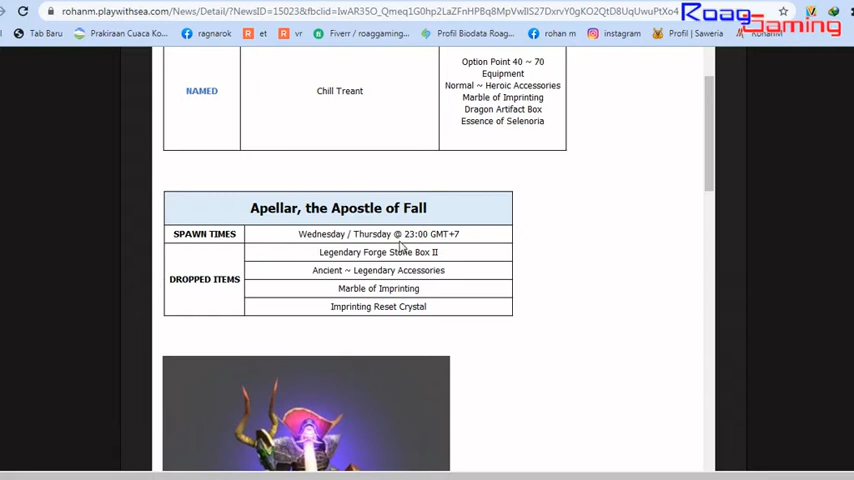 rohanm.playwithsea.com/News/Detail/?NewsID=15023&fbclid=IwAR35O_Qmeq1G0hp2LaZFnHPBq8MpVwIlS27DxrvY0gKO2QtD8UqUwuPtXo4
Roag
Gaming
Tab Baru
Prakiraan Cuaca Ko...
ragnarok
et
vr
Fiverr / roaggaming...
Profil Biodata Roag...
rohan m
instagram
Profil | Saweria
NAMED
Chill Treant
Option Point 40 ~ 70
Equipment
Normal ~ Heroic Accessories
Marble of Imprinting
Dragon Artifact Box
Essence of Selenoria
Apellar, the Apostle of Fall
SPAWN TIMES
Wednesday / Thursday @ 23:00 GMT+7
DROPPED ITEMS
Legendary Forge Stone Box II
Ancient ~ Legendary Accessories
Marble of Imprinting
Imprinting Reset Crystal